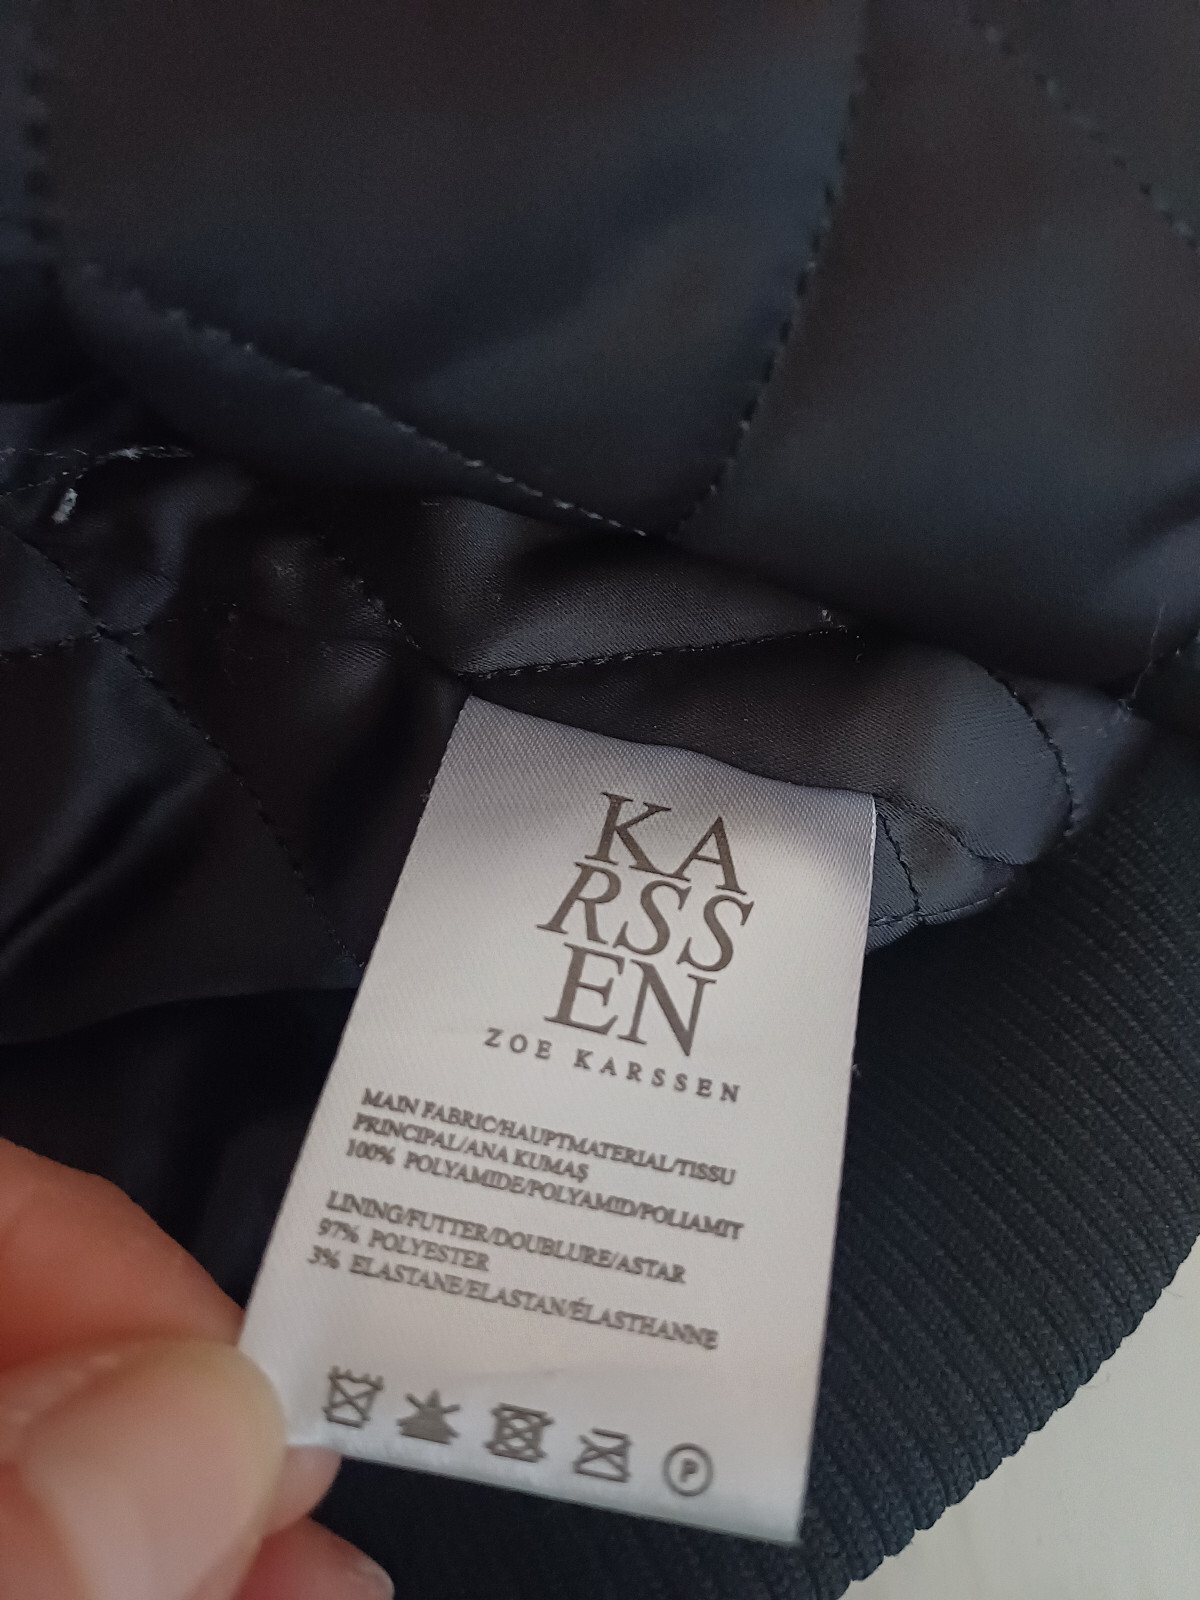 KA
RSS
EN
ZOE KARSSEN
MAIN FABRIC/HAUPTMATERIAL/TISSU
PRINCIPAL/ANA KUMAŞ
100% POLYAMIDE/POLYAMID/POLIAMIT
LINING/FUTTER/DOUBLURE/ASTAR
97% POLYESTER
3% ELASTANE/ELASTAN/ÉLASTHANNE
P